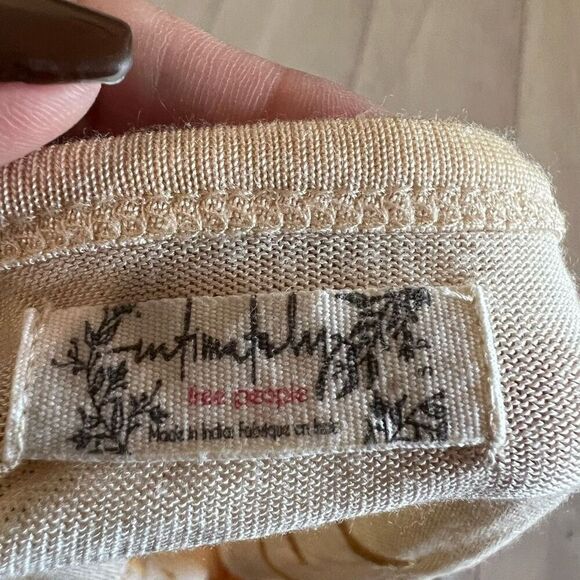 intimately
free people
Made in India Fabriqué en Inde
S